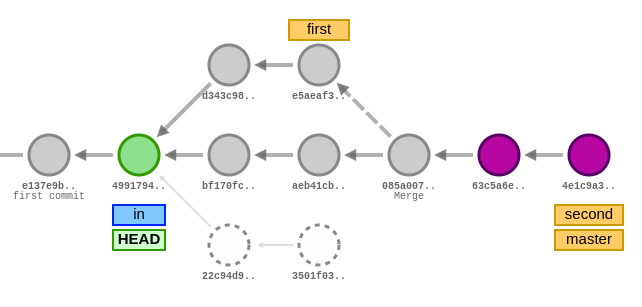 first
d343c98..
e5aeaf3..
e137e9b..
first commit
4991794..
bf170fc..
aeb41cb..
085a007..
Merge
63c5a6e..
4e1c9a3..
in
HEAD
second
master
22c94d9..
3501f03..